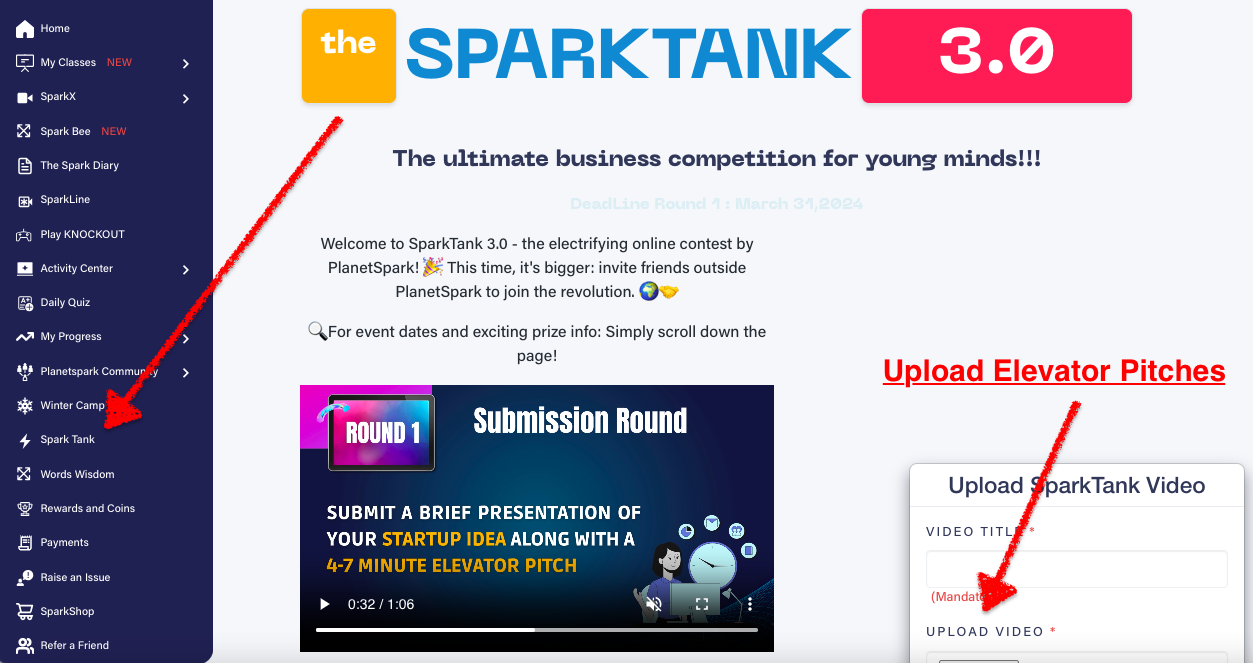 Home
My Classes NEW
SparkX
Spark Bee NEW
The Spark Diary
SparkLine
Play KNOCKOUT
Activity Center
Daily Quiz
My Progress
Planetspark Community
Winter Camp
Spark Tank
Words Wisdom
Rewards and Coins
Payments
Raise an Issue
SparkShop
Refer a Friend
the SPARKTANK 3.0
The ultimate business competition for young minds!!!
DeadLine Round 1 : March 31,2024
Welcome to SparkTank 3.0 - the electrifying online contest by
PlanetSpark! 🎉 This time, it's bigger: invite friends outside
PlanetSpark to join the revolution. 🌍🤝
🔍For event dates and exciting prize info: Simply scroll down the
page!
ROUND 1
Submission Round
SUBMIT A BRIEF PRESENTATION OF
YOUR STARTUP IDEA ALONG WITH A
4-7 MINUTE ELEVATOR PITCH
0:32 / 1:06
Upload Elevator Pitches
Upload SparkTank Video
VIDEO TITLE *
UPLOAD VIDEO *